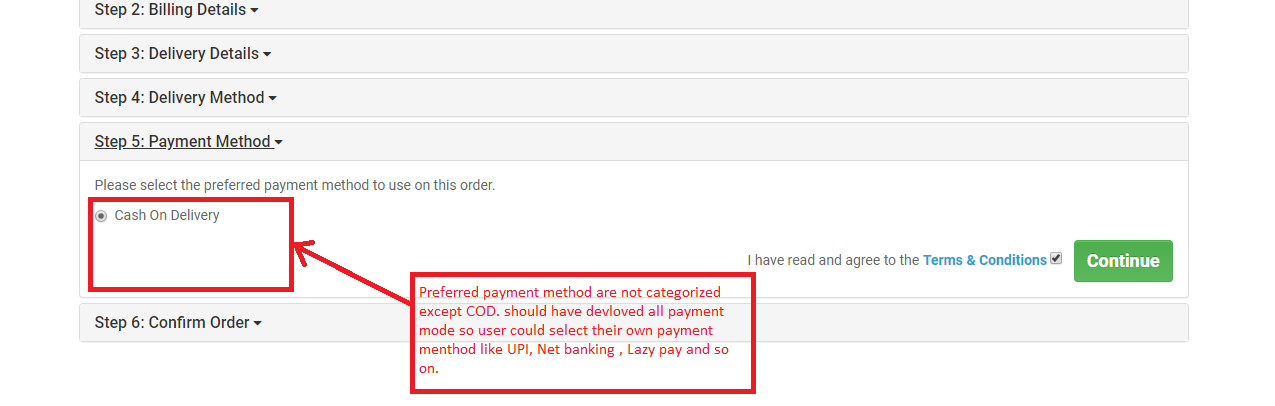 Step 2: Billing Details
Step 3: Delivery Details
Step 4: Delivery Method
Step 5: Payment Method
Please select the preferred payment method to use on this order.
Cash On Delivery
I have read and agree to the Terms & Conditions
Continue
Preferred payment method are not categorized
except COD. should have devloved all payment
mode so user could select their own payment
menthod like UPI, Net banking , Lazy pay and so
on.
Step 6: Confirm Order